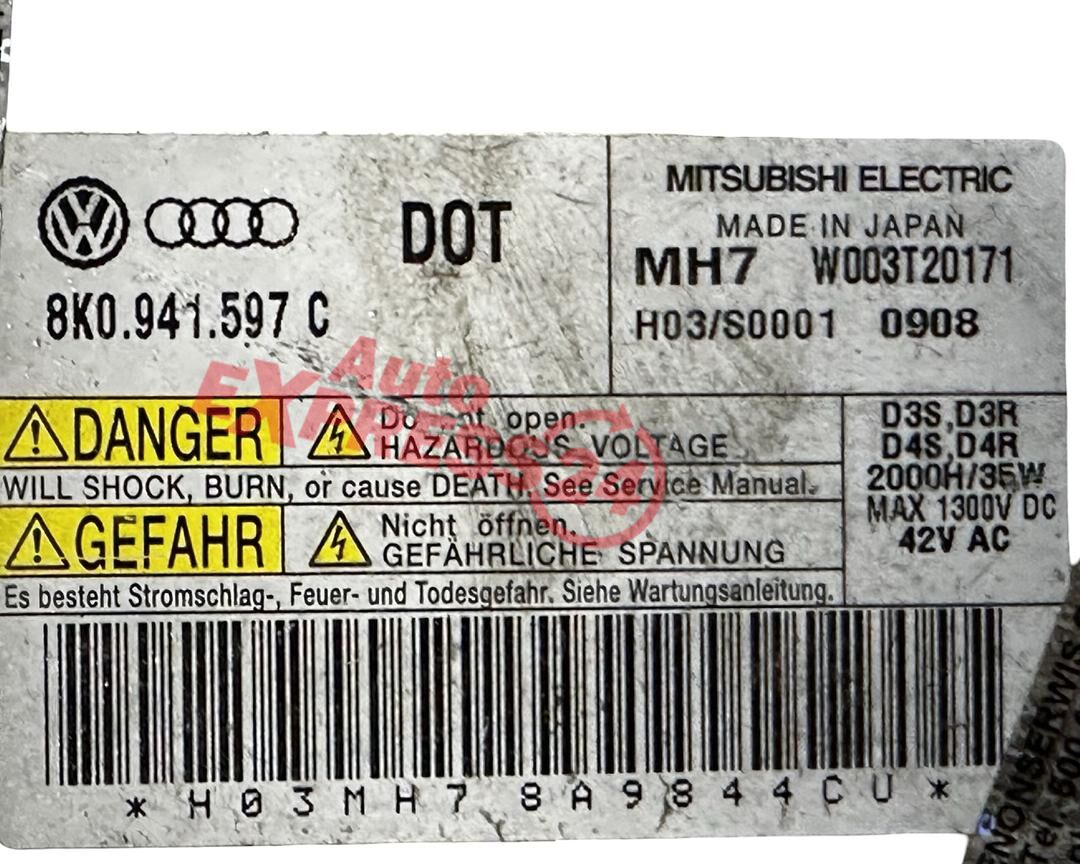 DOT
8K0.941.597 C
MITSUBISHI ELECTRIC
MADE IN JAPAN
MH7 W003T20171
H03/S0001 0908
DANGER
Do not open.
HAZARDOUS VOLTAGE
WILL SHOCK, BURN, or cause DEATH. See Service Manual.
GEFAHR
Nicht öffnen.
GEFÄHRLICHE SPANNUNG
Es besteht Stromschlag-, Feuer- und Todesgefahr. Siehe Wartungsanleitung.
D3S,D3R
D4S,D4R
2000H/35W
MAX 1300V DC
42V AC
*H03MH78A9844CU*
Auto
EXPRESS24